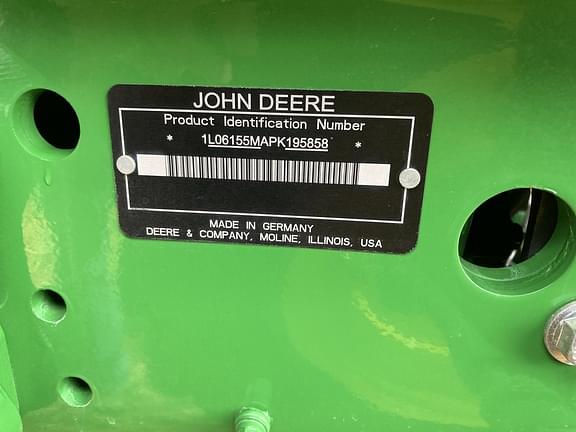 JOHN DEERE
Product Identification Number
* 1L06155MAPK195858 *
MADE IN GERMANY
DEERE & COMPANY, MOLINE, ILLINOIS, USA